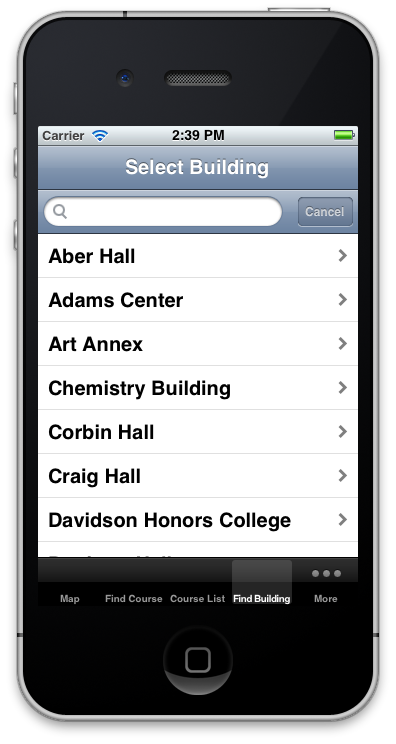 Carrier 2:39 PM
Select Building
Cancel
Aber Hall
Adams Center
Art Annex
Chemistry Building
Corbin Hall
Craig Hall
Davidson Honors College
Map Find Course Course List Find Building More